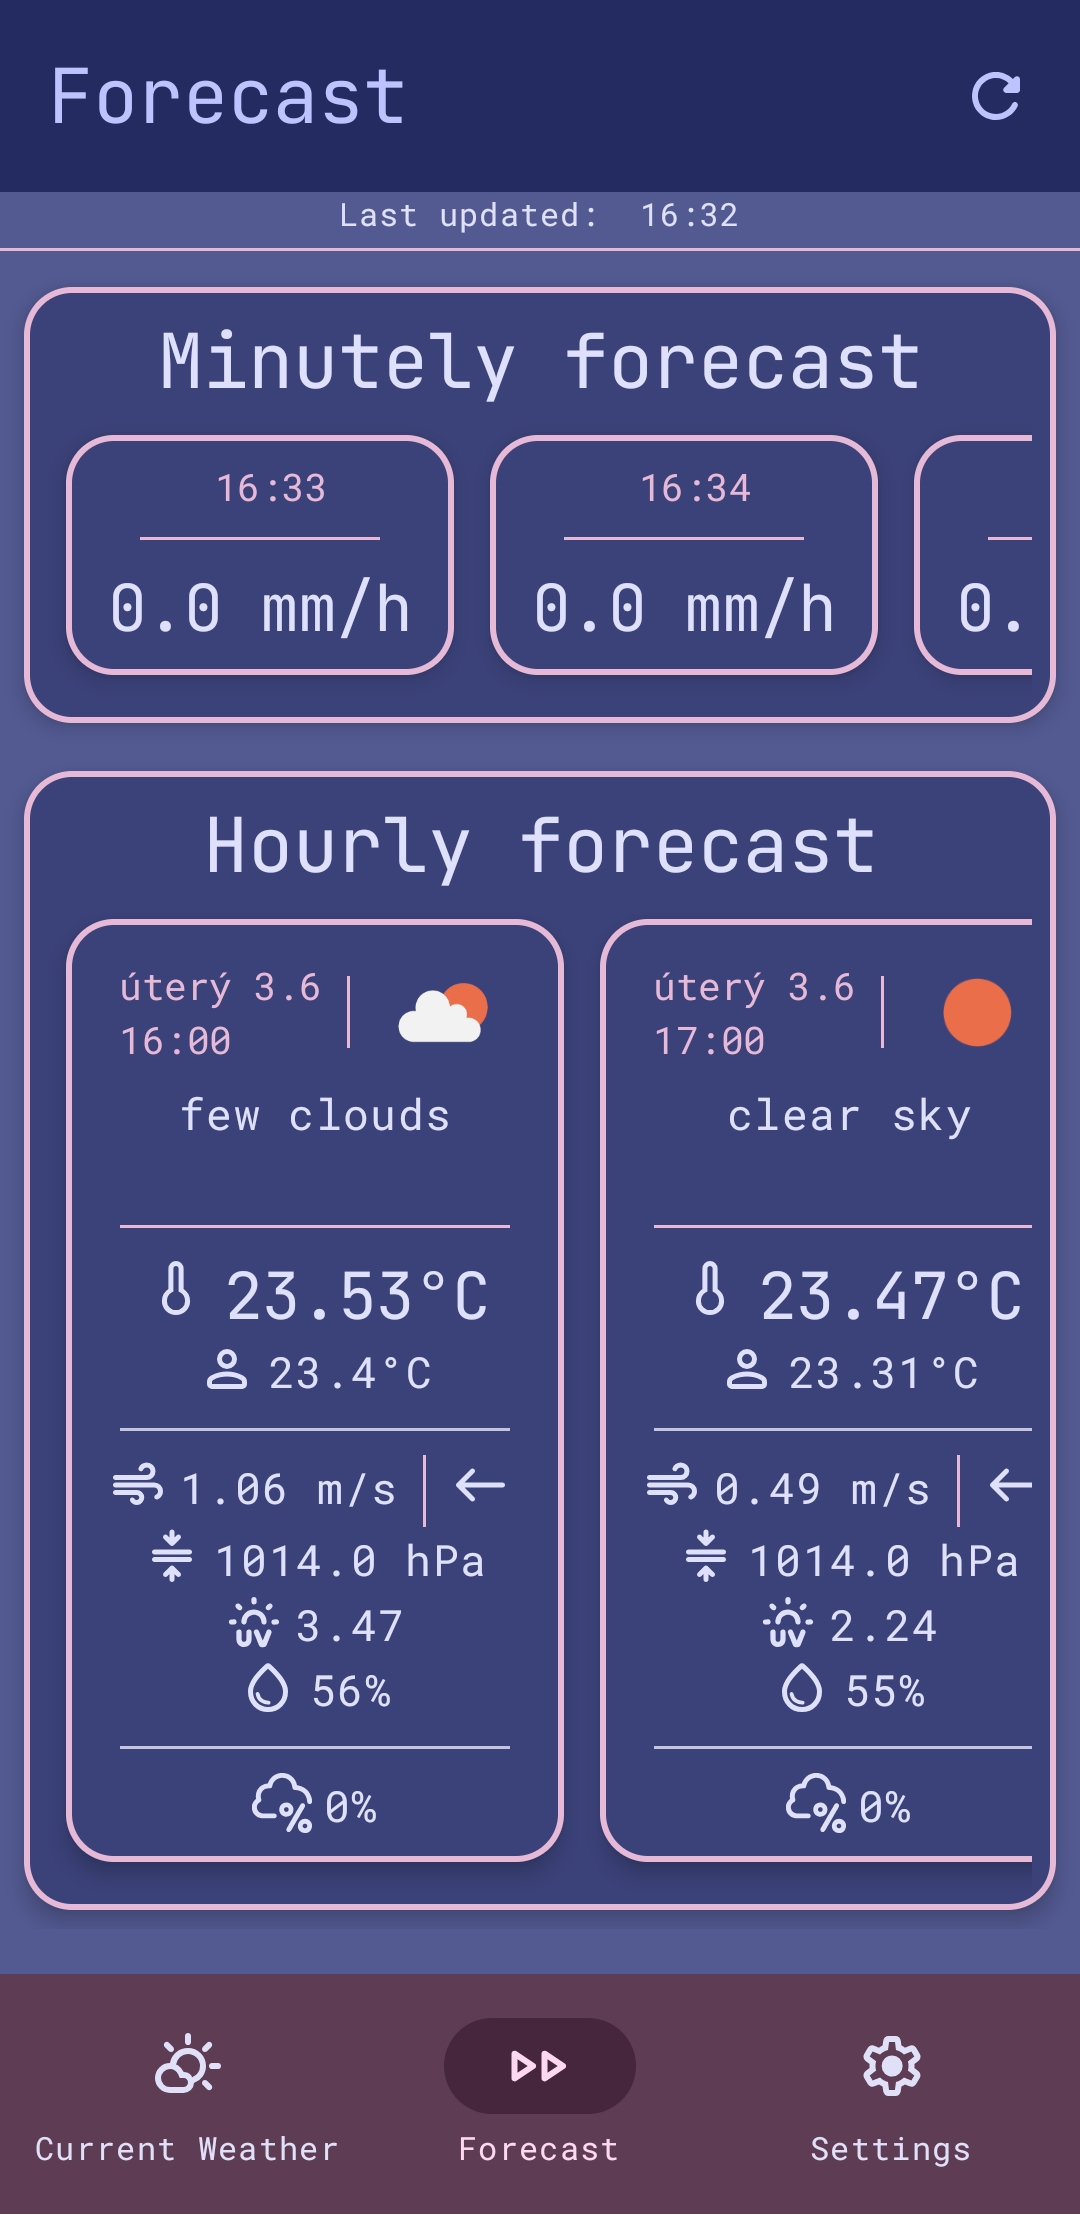 Forecast
Last updated:  16:32
Minutely forecast
16:33
0.0 mm/h
16:34
0.0 mm/h
0.
Hourly forecast
úterý 3.6
16:00
few clouds
23.53°C
23.4°C
1.06 m/s
1014.0 hPa
UV 3.47
56%
0%
úterý 3.6
17:00
clear sky
23.47°C
23.31°C
0.49 m/s
1014.0 hPa
UV 2.24
55%
0%
Current Weather
Forecast
Settings